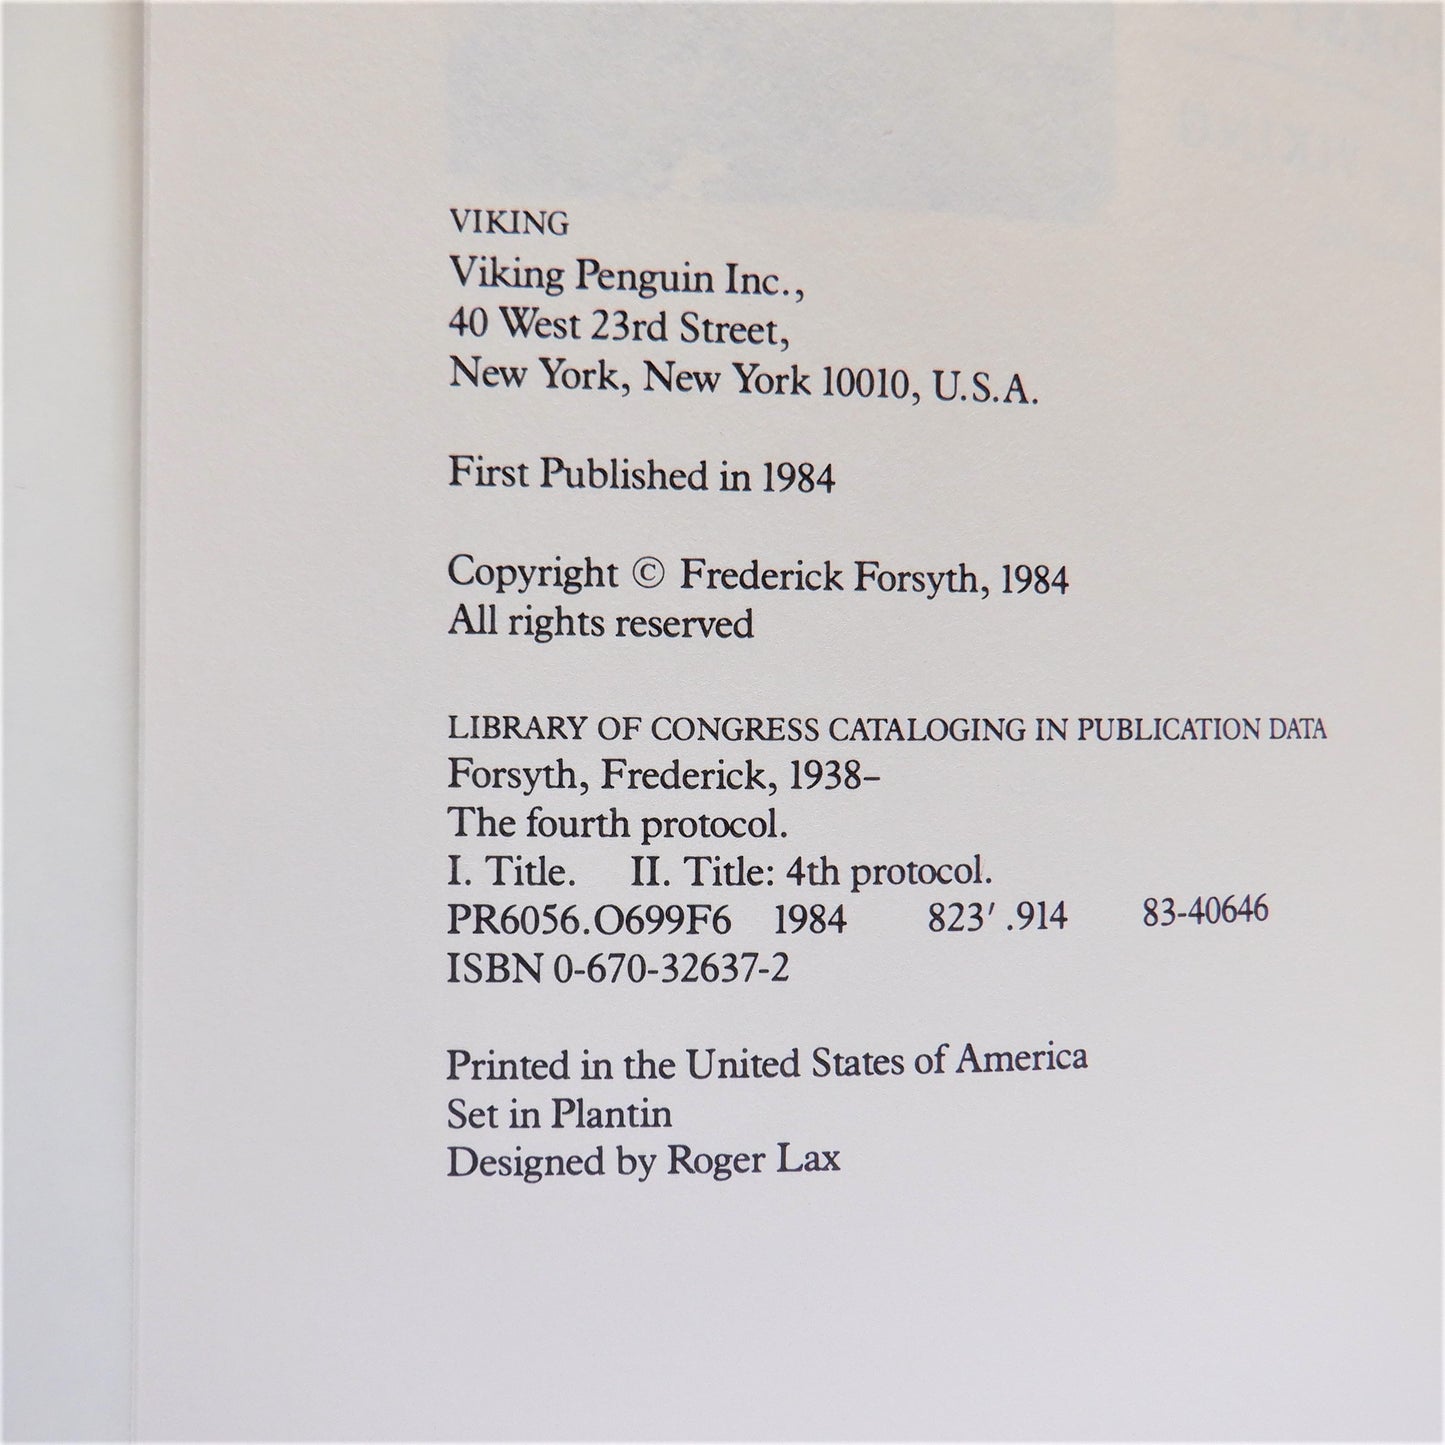 VIKING
Viking Penguin Inc.,
40 West 23rd Street,
New York, New York 10010, U.S.A.
First Published in 1984
Copyright © Frederick Forsyth, 1984
All rights reserved
LIBRARY OF CONGRESS CATALOGING IN PUBLICATION DATA
Forsyth, Frederick, 1938–
The fourth protocol.
I. Title. II. Title: 4th protocol.
PR6056.O699F6 1984 823′.914 83-40646
ISBN 0-670-32637-2
Printed in the United States of America
Set in Plantin
Designed by Roger Lax